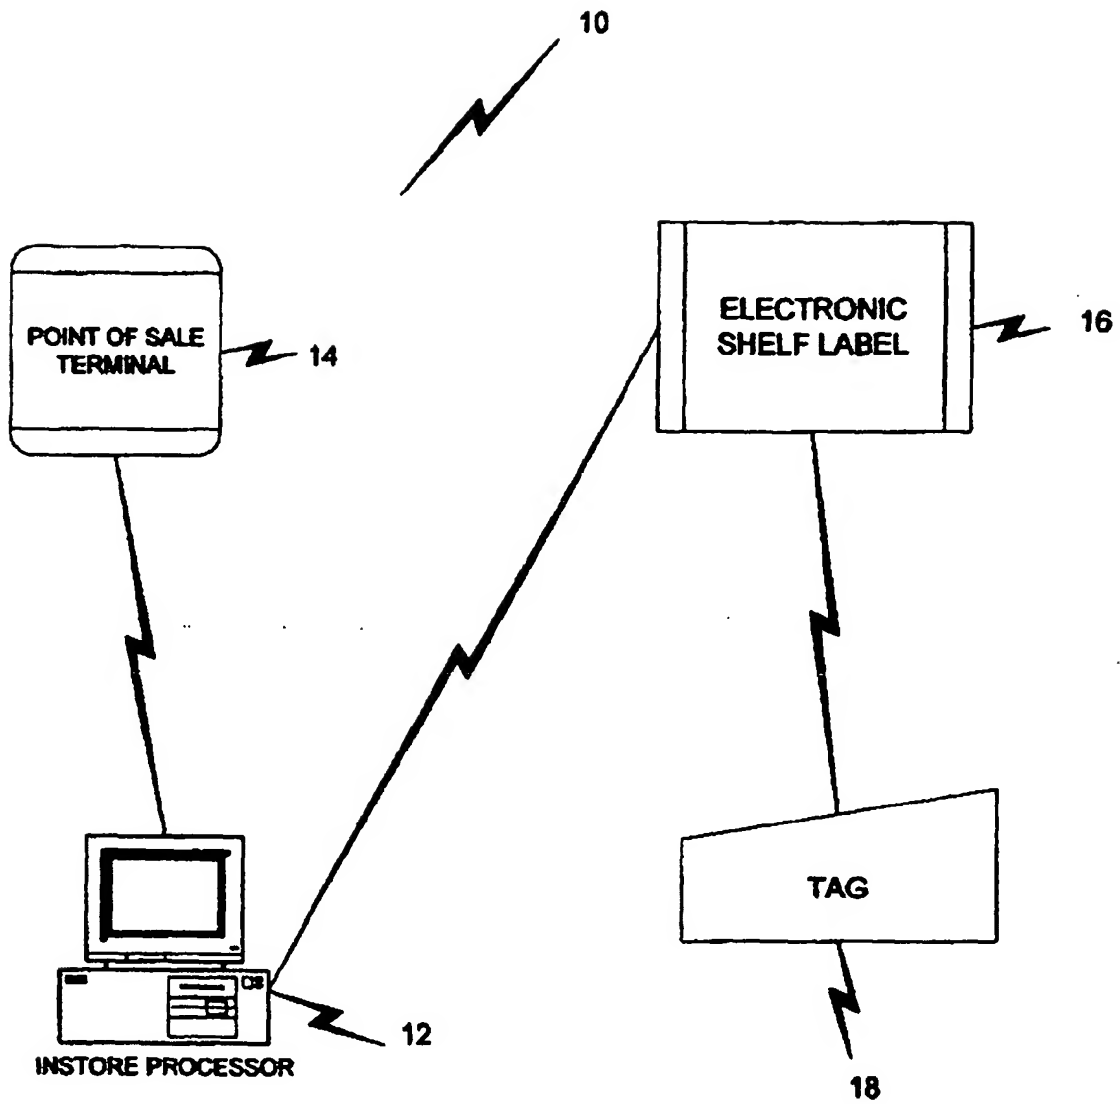 10
POINT OF SALE
TERMINAL
14
ELECTRONIC
SHELF LABEL
16
TAG
12
INSTORE PROCESSOR
18